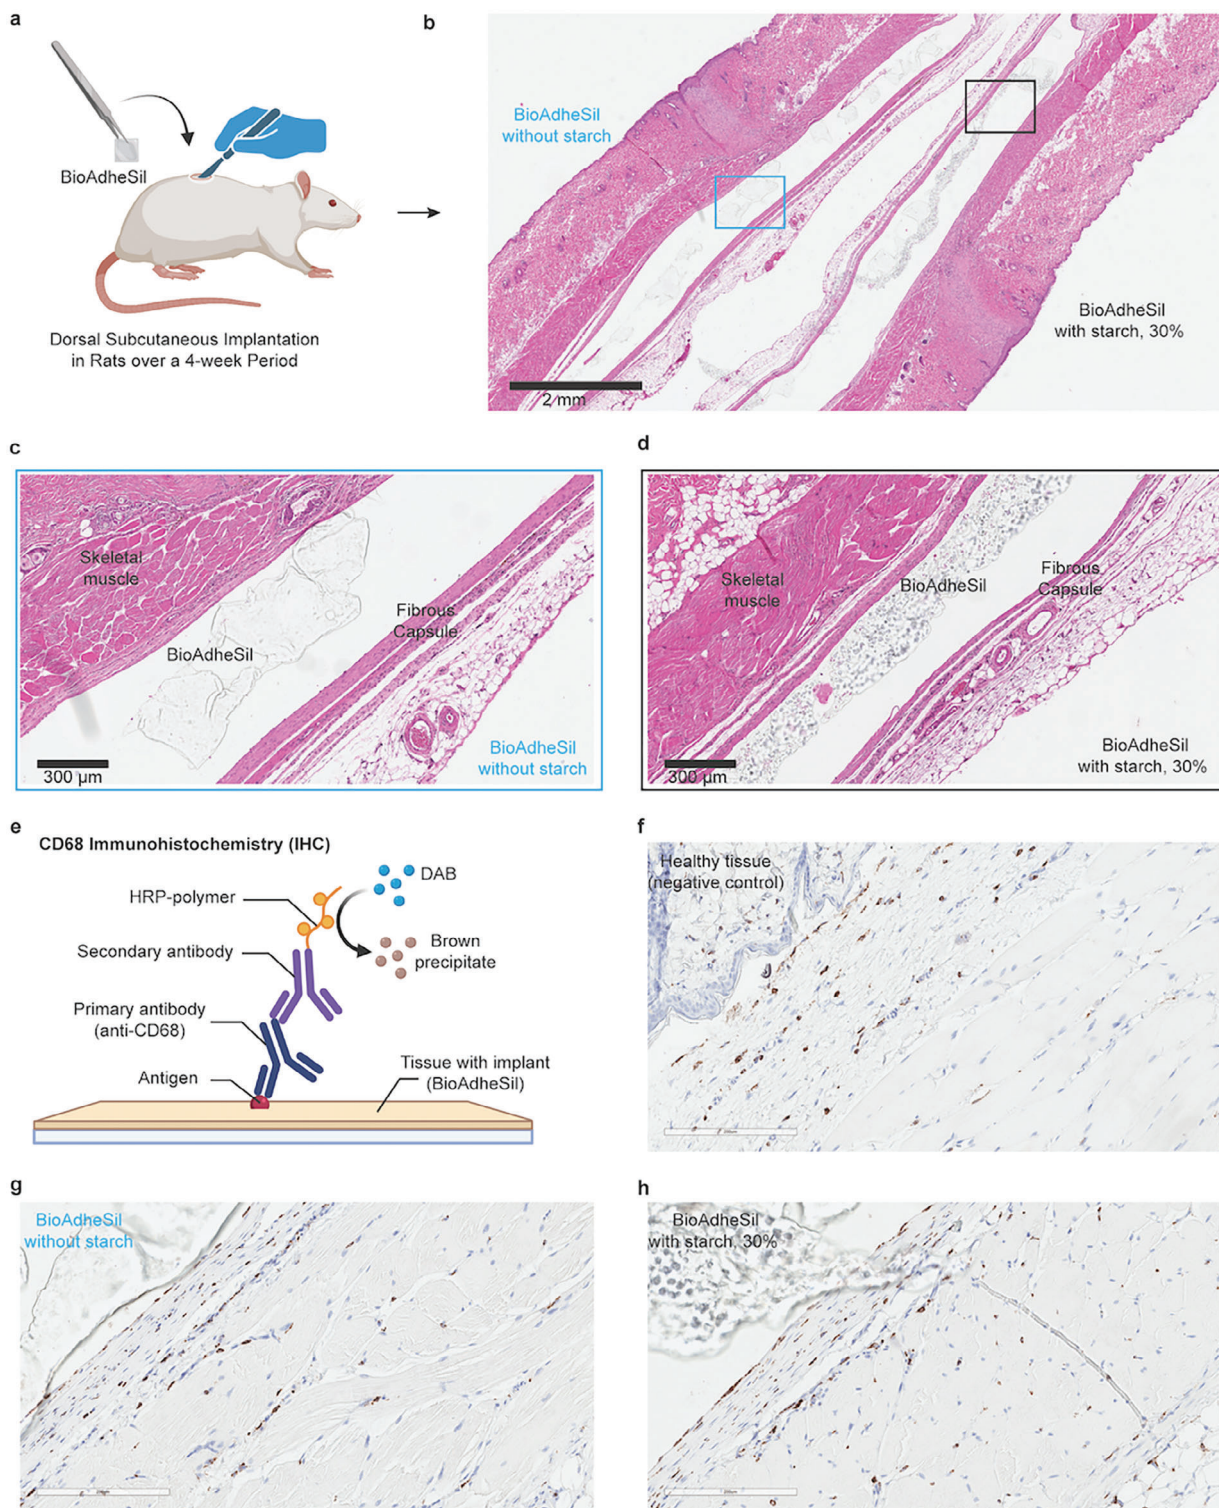 a
BioAdheSil
Dorsal Subcutaneous Implantation
in Rats over a 4-week Period
b
BioAdheSil
without starch
BioAdheSil
with starch, 30%
2 mm
c
Skeletal
muscle
BioAdheSil
Fibrous
Capsule
300 µm
BioAdheSil
without starch
d
Skeletal
muscle
BioAdheSil
Fibrous
Capsule
300 µm
BioAdheSil
with starch, 30%
e
CD68 Immunohistochemistry (IHC)
HRP-polymer
DAB
Secondary antibody
Brown
precipitate
Primary antibody
(anti-CD68)
Antigen
Tissue with implant
(BioAdheSil)
f
Healthy tissue
(negative control)
g
BioAdheSil
without starch
h
BioAdheSil
with starch, 30%